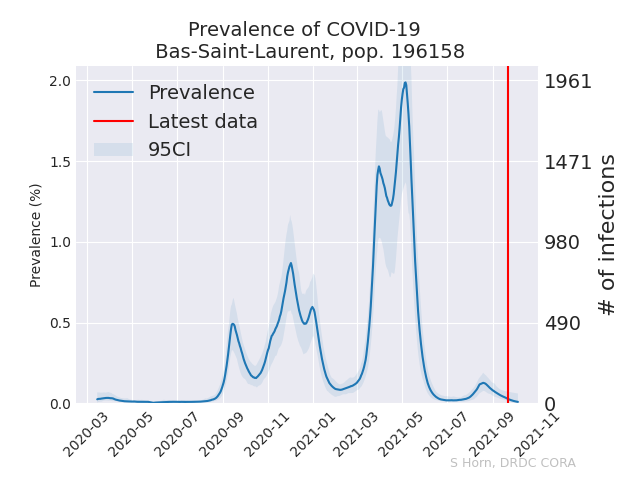 Prevalence of COVID-19
Bas-Saint-Laurent, pop. 196158
Prevalence
Latest data
95CI
Prevalence (%)
2.0
1.5
1.0
0.5
0.0
1961
1471
980
490
0
# of infections
2020-03
2020-05
2020-07
2020-09
2020-11
2021-01
2021-03
2021-05
2021-07
2021-09
2021-11
S Horn, DRDC CORA